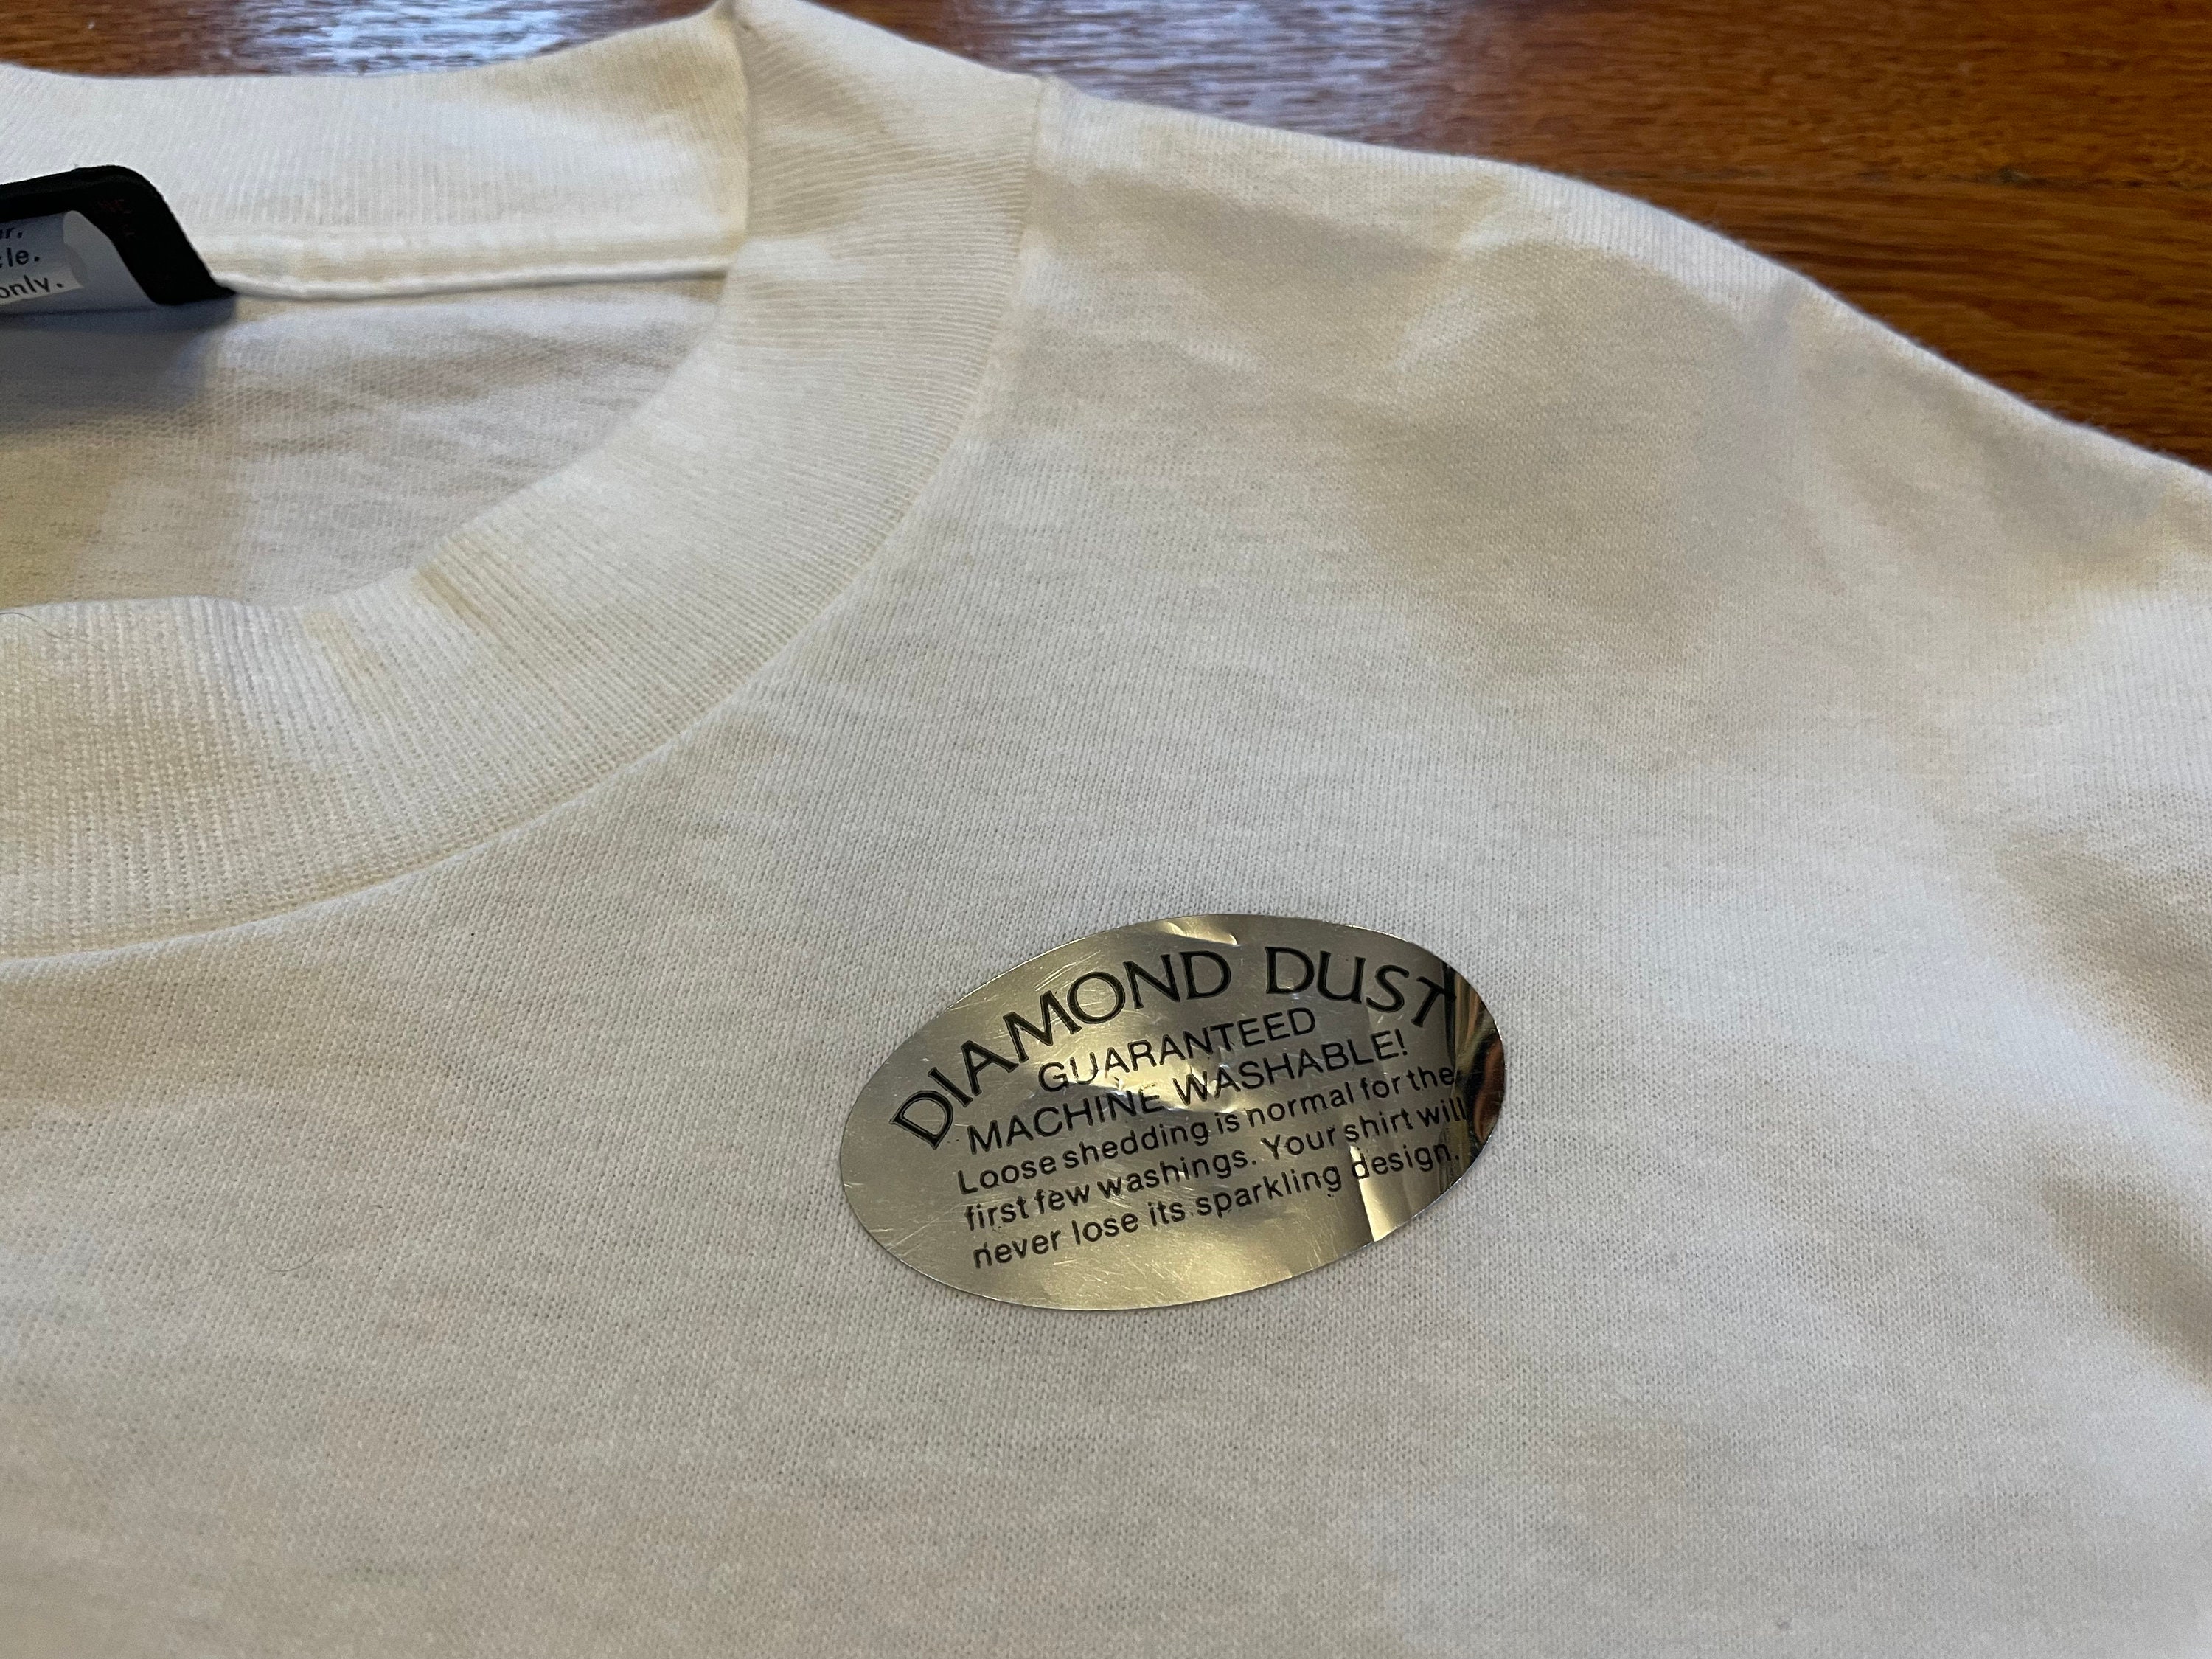 only.
DIAMOND DUST
GUARANTEED
MACHINE WASHABLE!
Loose shedding is normal for the
first few washings. Your shirt will
never lose its sparkling design.